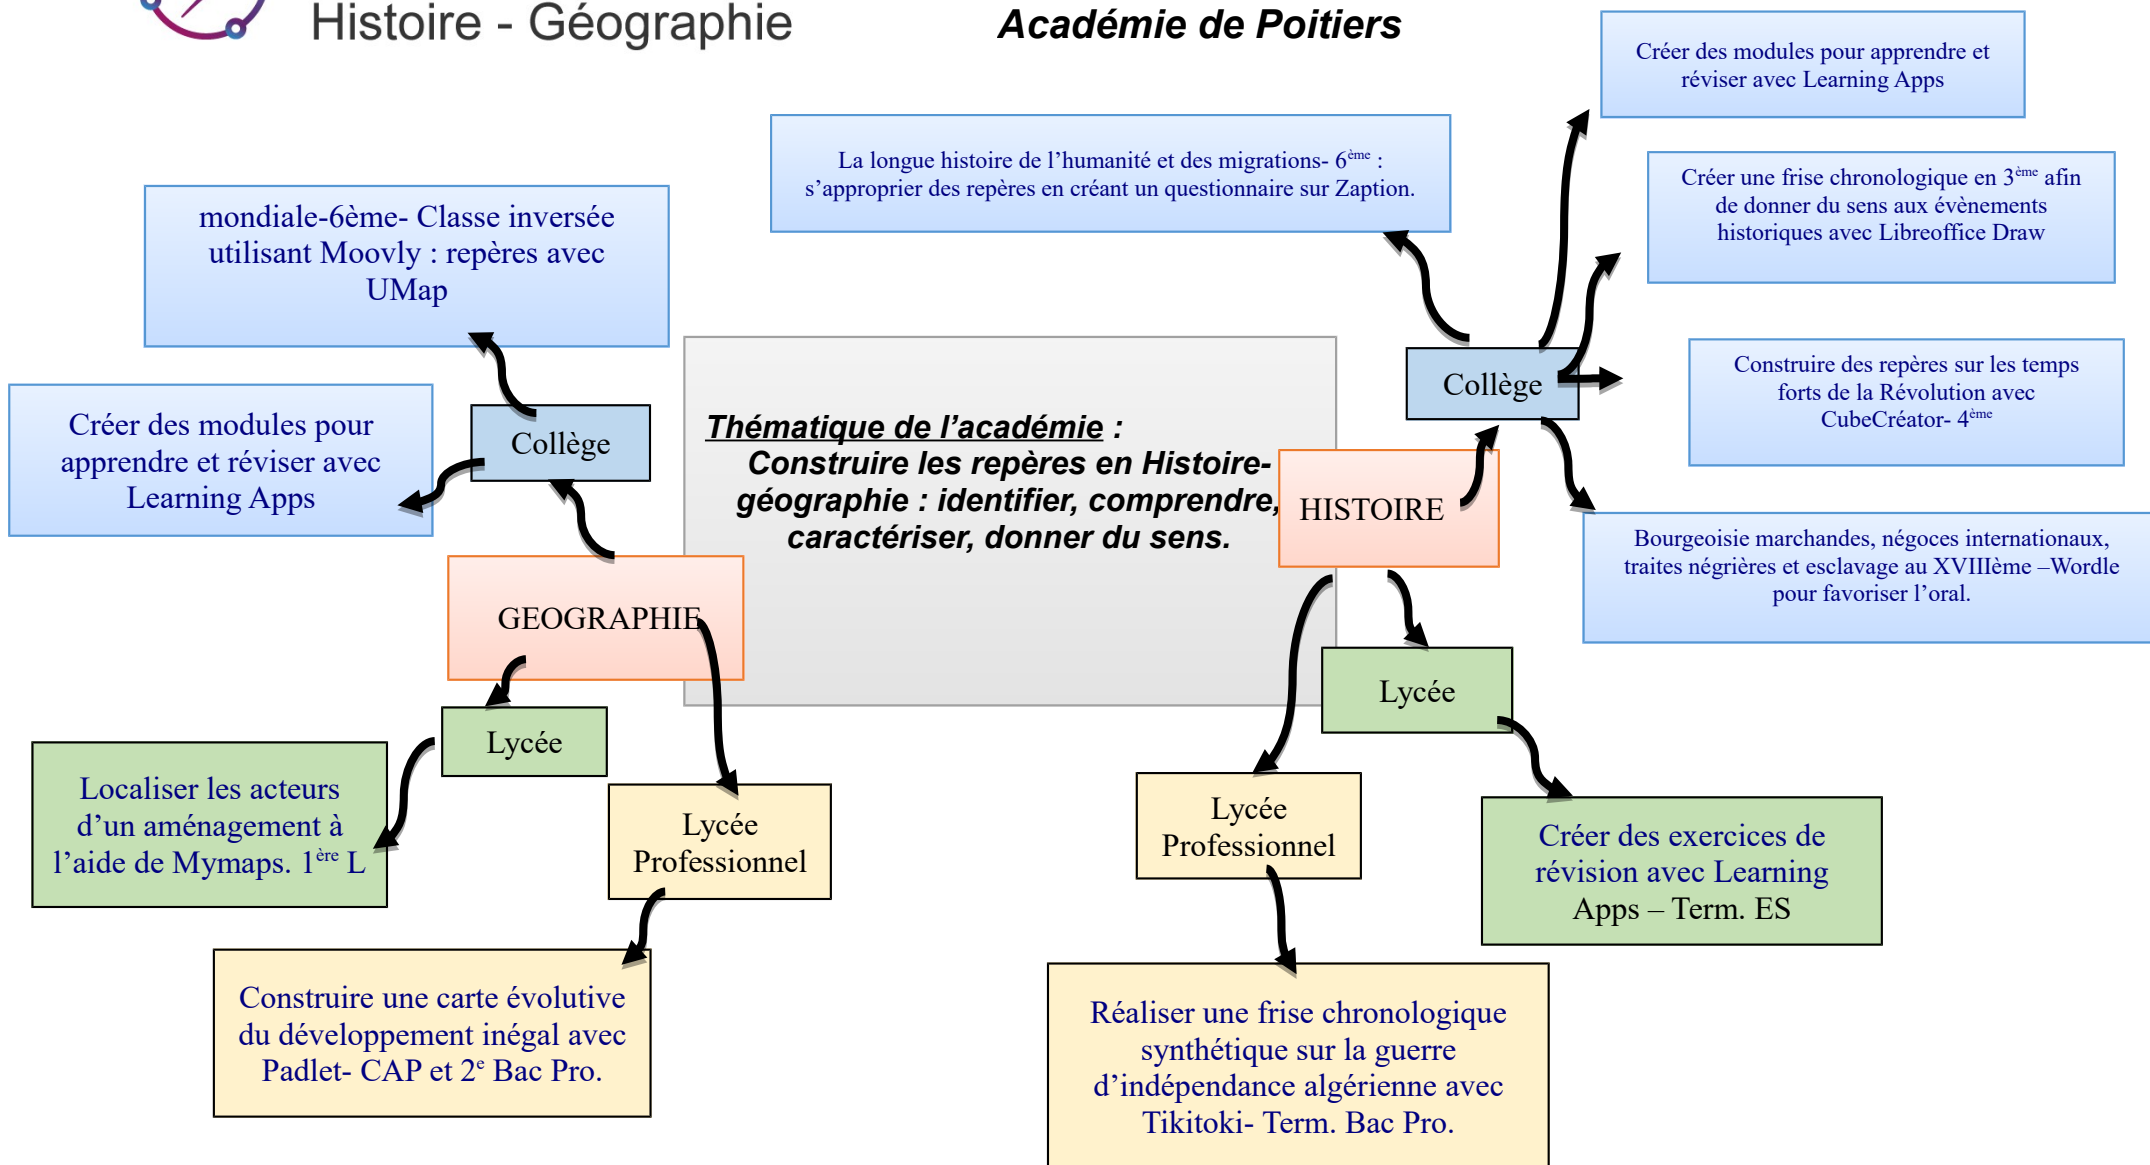 Histoire - Géographie
Académie de Poitiers
Créer des modules pour apprendre et
réviser avec Learning Apps
La longue histoire de l’humanité et des migrations- 6ème :
s’approprier des repères en créant un questionnaire sur Zaption.
Créer une frise chronologique en 3ème afin
de donner du sens aux évènements
historiques avec Libreoffice Draw
mondiale-6ème- Classe inversée
utilisant Moovly : repères avec
UMap
Construire des repères sur les temps
forts de la Révolution avec
CubeCréator- 4ème
Collège
Créer des modules pour
apprendre et réviser avec
Learning Apps
Collège
Thématique de l’académie :
Construire les repères en Histoire-
géographie : identifier, comprendre,
caractériser, donner du sens.
HISTOIRE
Bourgeoisie marchandes, négoces internationaux,
traites négrières et esclavage au XVIIIème –Wordle
pour favoriser l’oral.
GEOGRAPHIE
Lycée
Lycée
Localiser les acteurs
d’un aménagement à
l’aide de Mymaps. 1ère L
Lycée
Professionnel
Lycée
Professionnel
Créer des exercices de
révision avec Learning
Apps – Term. ES
Construire une carte évolutive
du développement inégal avec
Padlet- CAP et 2e Bac Pro.
Réaliser une frise chronologique
synthétique sur la guerre
d’indépendance algérienne avec
Tikitoki- Term. Bac Pro.